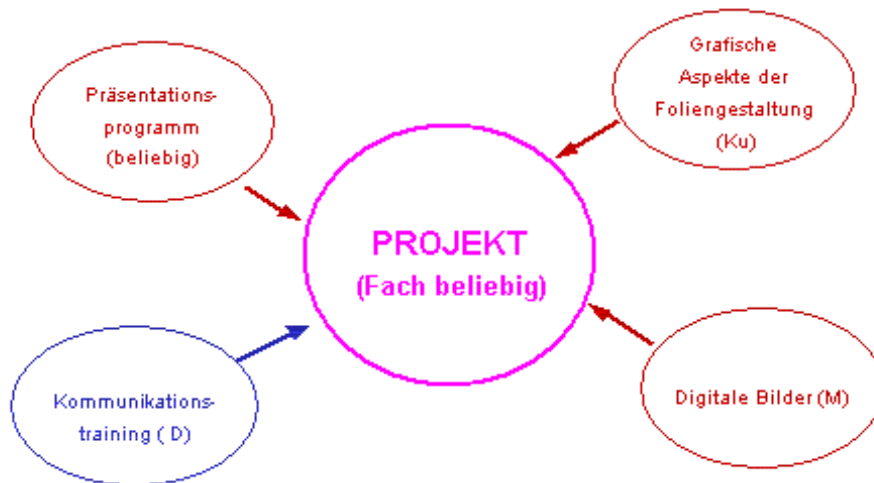 Präsentations-
programm
(beliebig)
Grafische
Aspekte der
Foliengestaltung
(Ku)
PROJEKT
(Fach beliebig)
Kommunikations-
training ( D)
Digitale Bilder (M)